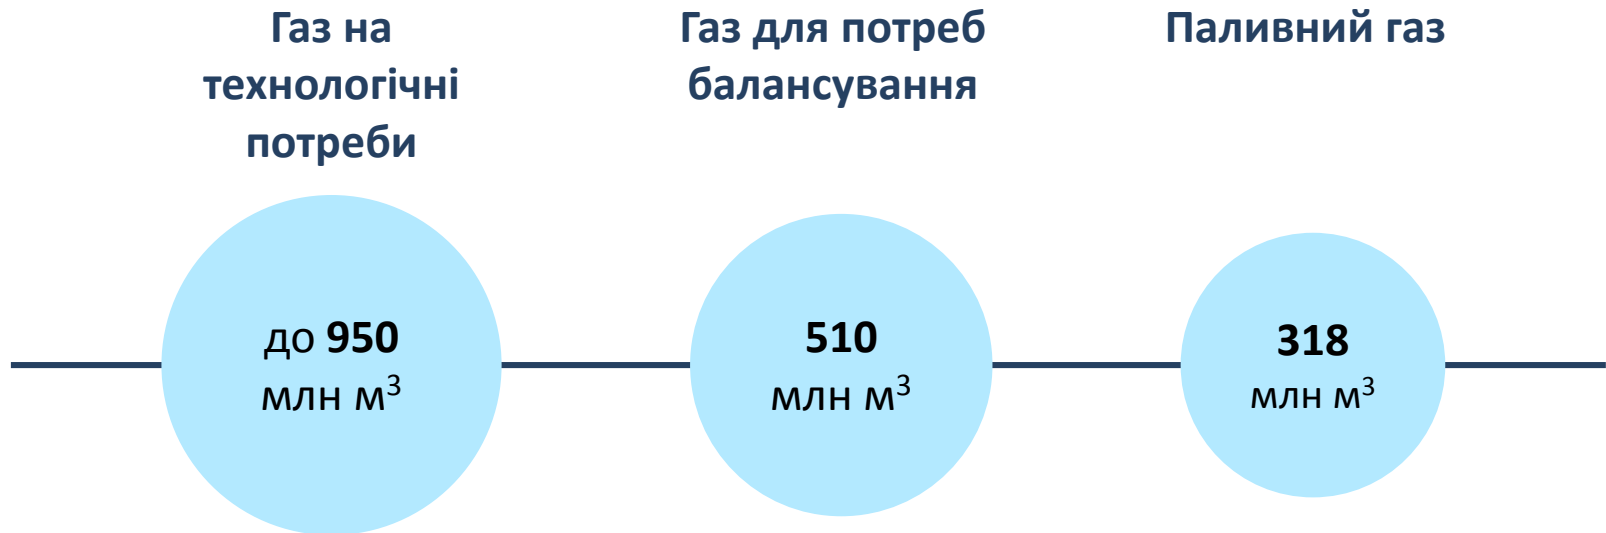 Газ на
технологічні
потреби
до 950
млн м³
Газ для потреб
балансування
510
млн м³
Паливний газ
318
млн м³